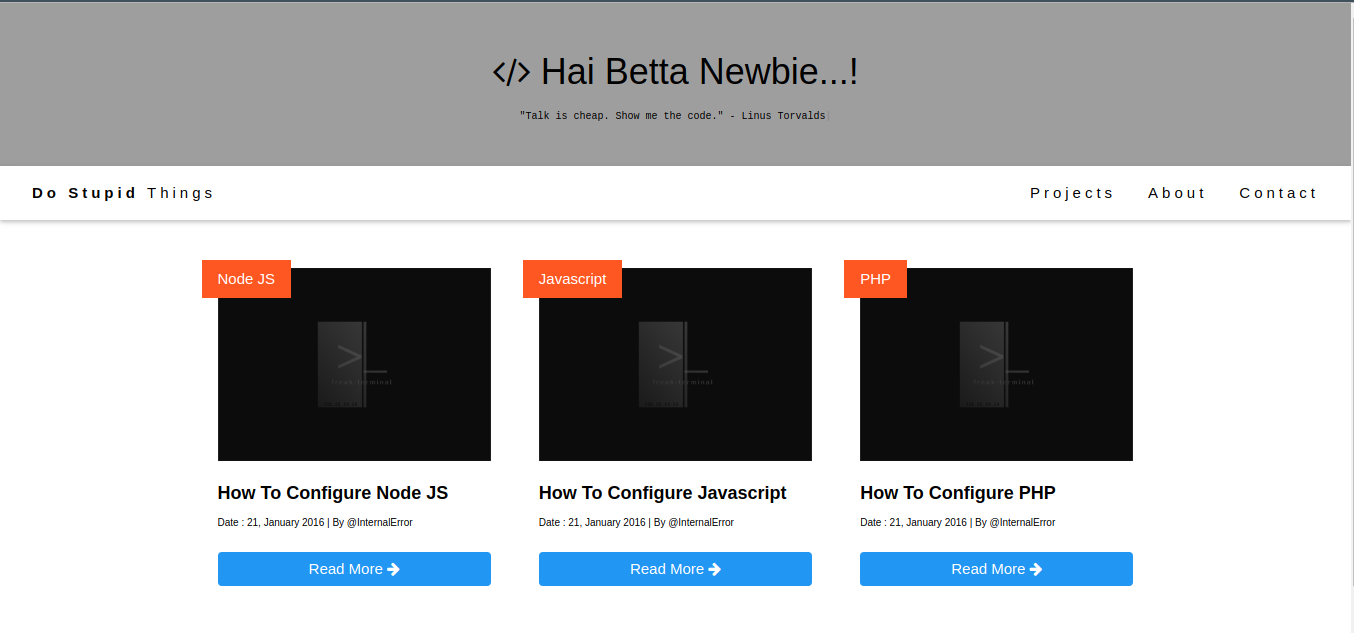 </> Hai Betta Newbie...!
"Talk is cheap. Show me the code." - Linus Torvalds
Do Stupid Things
Projects About Contact
Node JS
Javascript
PHP
>_
>_
>_
How To Configure Node JS
How To Configure Javascript
How To Configure PHP
Date : 21, January 2016 | By @InternalError
Date : 21, January 2016 | By @InternalError
Date : 21, January 2016 | By @InternalError
Read More
Read More
Read More